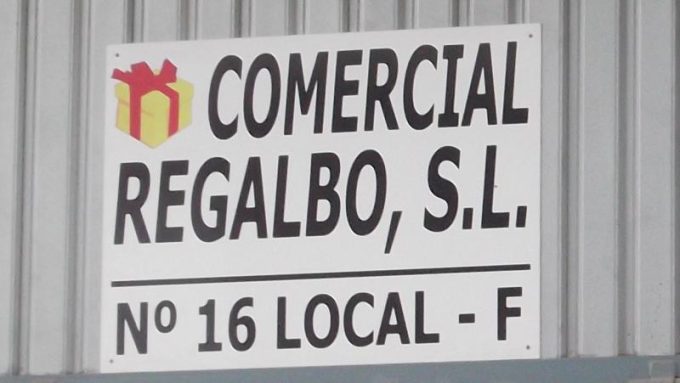 COMERCIAL
REGALBO, S.L.
Nº 16 LOCAL - F